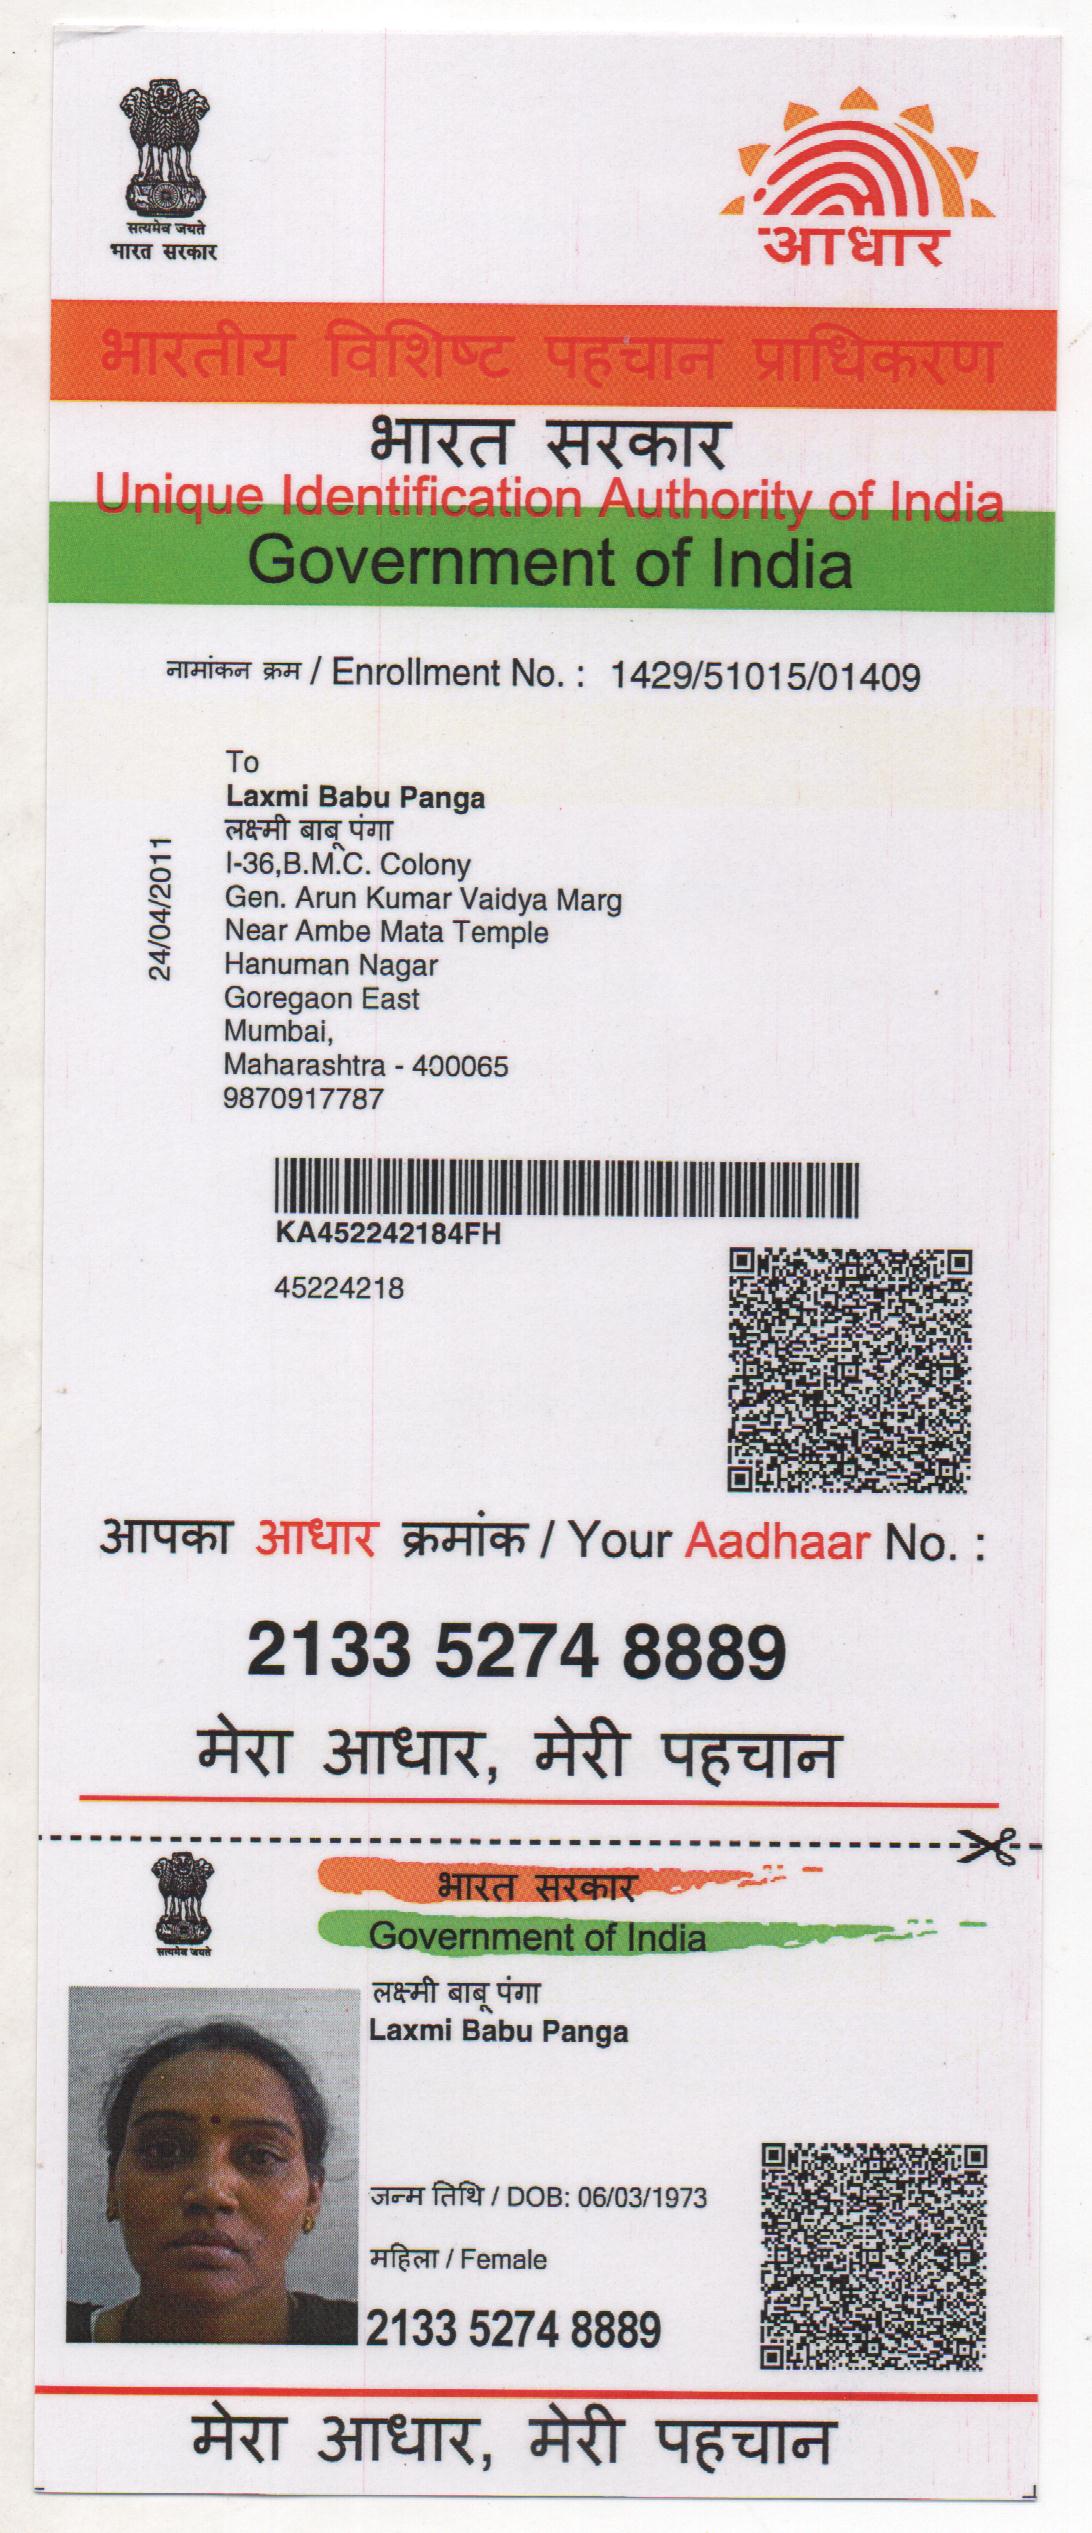 सत्यमेव जयते
भारत सरकार
आधार
भारतीय विशिष्ट पहचान प्राधिकरण
भारत सरकार
Unique Identification Authority of India
Government of India
नामांकन क्रम / Enrollment No. : 1429/51015/01409
To
Laxmi Babu Panga
लक्ष्मी बाबू पंगा
I-36,B.M.C. Colony
Gen. Arun Kumar Vaidya Marg
Near Ambe Mata Temple
Hanuman Nagar
Goregaon East
Mumbai,
Maharashtra - 400065
9870917787
24/04/2011
KA452242184FH
45224218
आपका आधार क्रमांक / Your Aadhaar No. :
2133 5274 8889
मेरा आधार, मेरी पहचान
सत्यमेव जयते
भारत सरकार
Government of India
लक्ष्मी बाबू पंगा
Laxmi Babu Panga
जन्म तिथि / DOB: 06/03/1973
महिला / Female
2133 5274 8889
मेरा आधार, मेरी पहचान